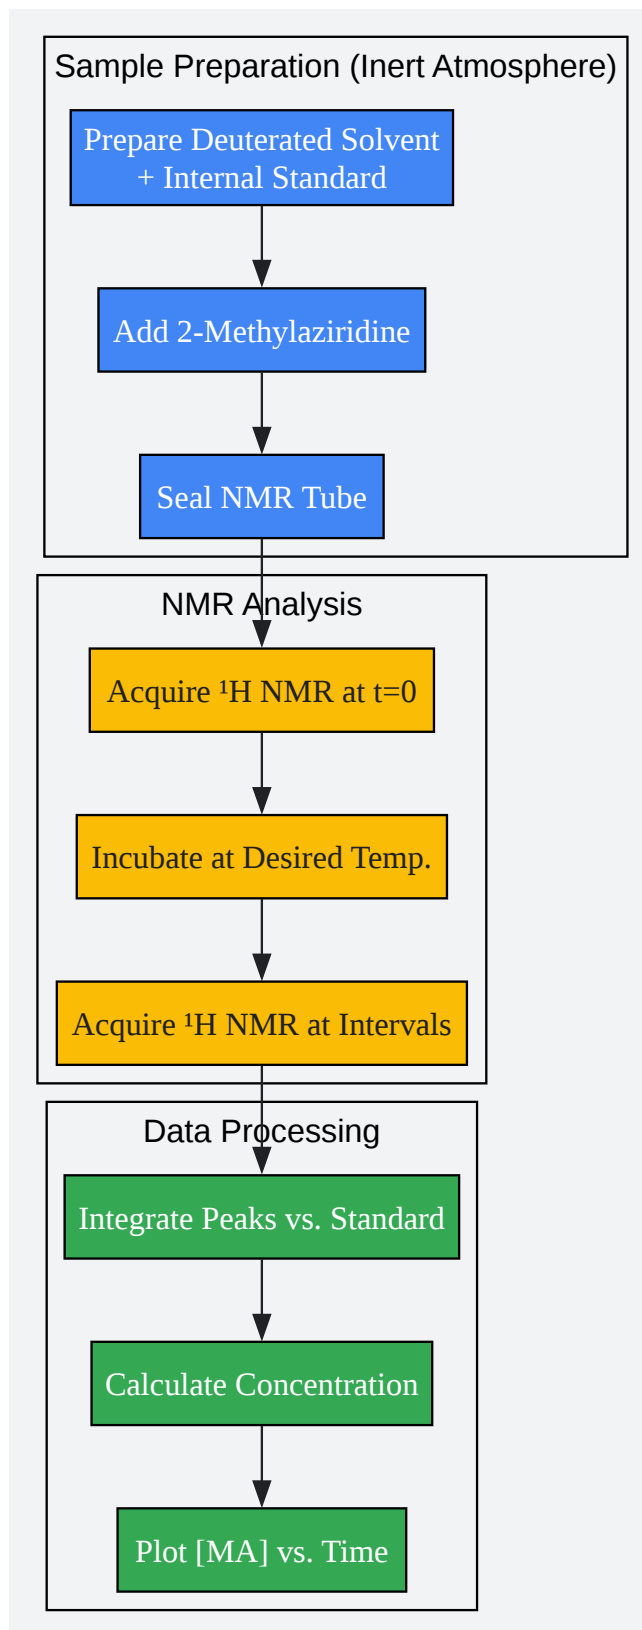 Sample Preparation (Inert Atmosphere)
Prepare Deuterated Solvent
+ Internal Standard
Add 2-Methylaziridine
Seal NMR Tube
NMR Analysis
Acquire ¹H NMR at t=0
Incubate at Desired Temp.
Acquire ¹H NMR at Intervals
Data Processing
Integrate Peaks vs. Standard
Calculate Concentration
Plot [MA] vs. Time